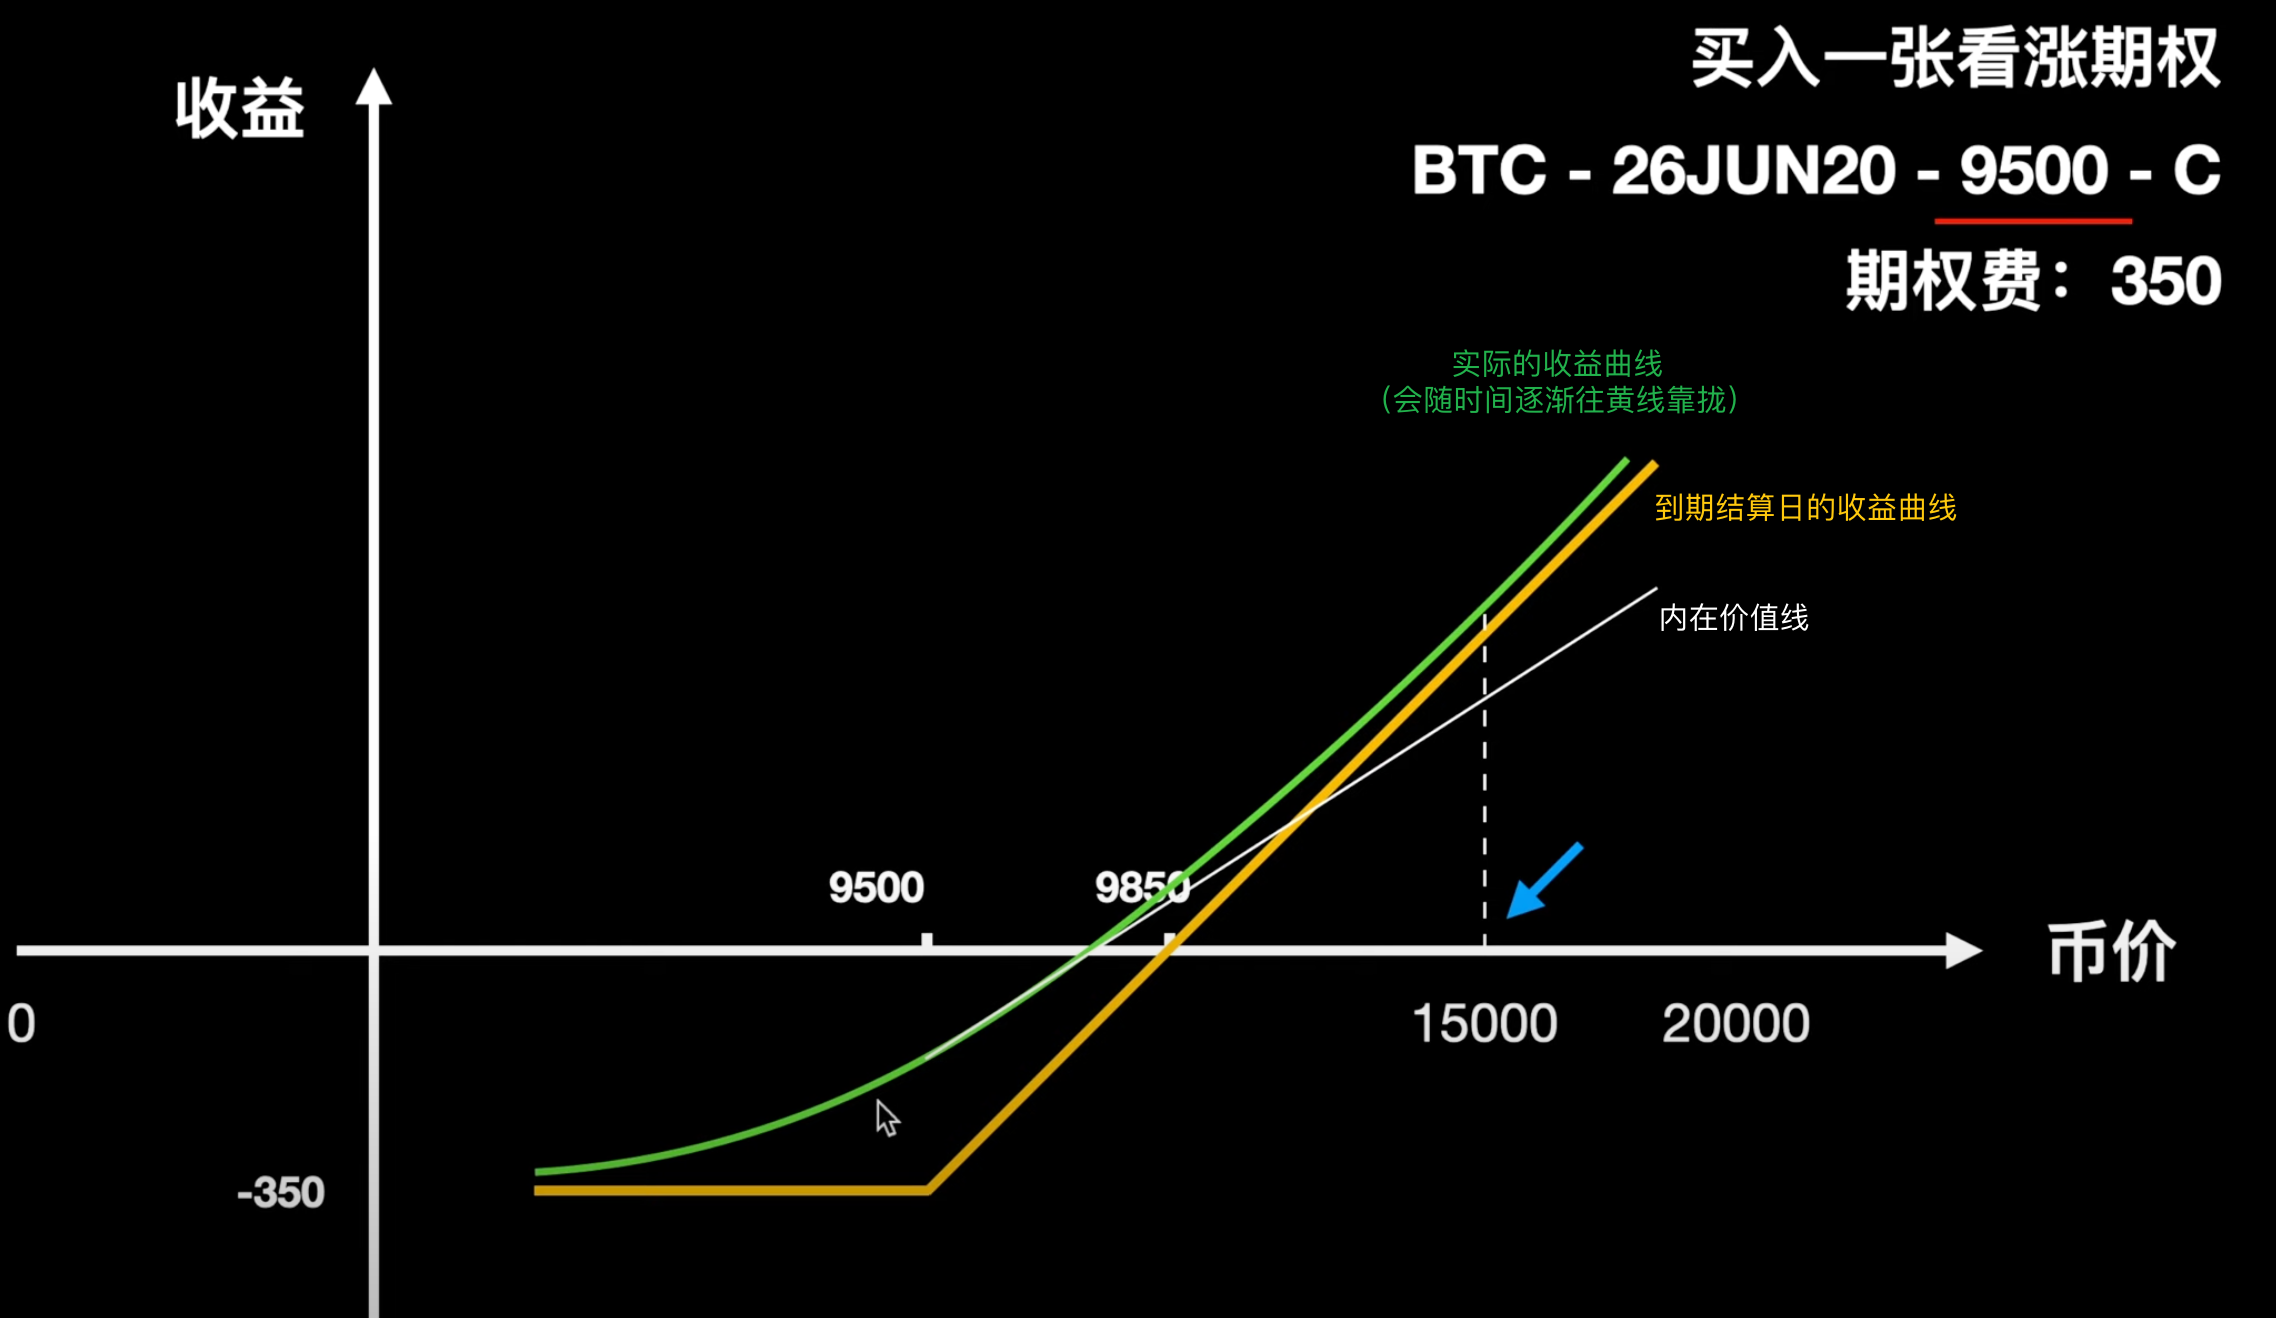 买入一张看涨期权
收益
BTC - 26JUN20 - 9500 - C
期权费：350
实际的收益曲线
（会随时间逐渐往黄线靠拢）
到期结算日的收益曲线
内在价值线
9500
9850
币价
0
15000
20000
-350